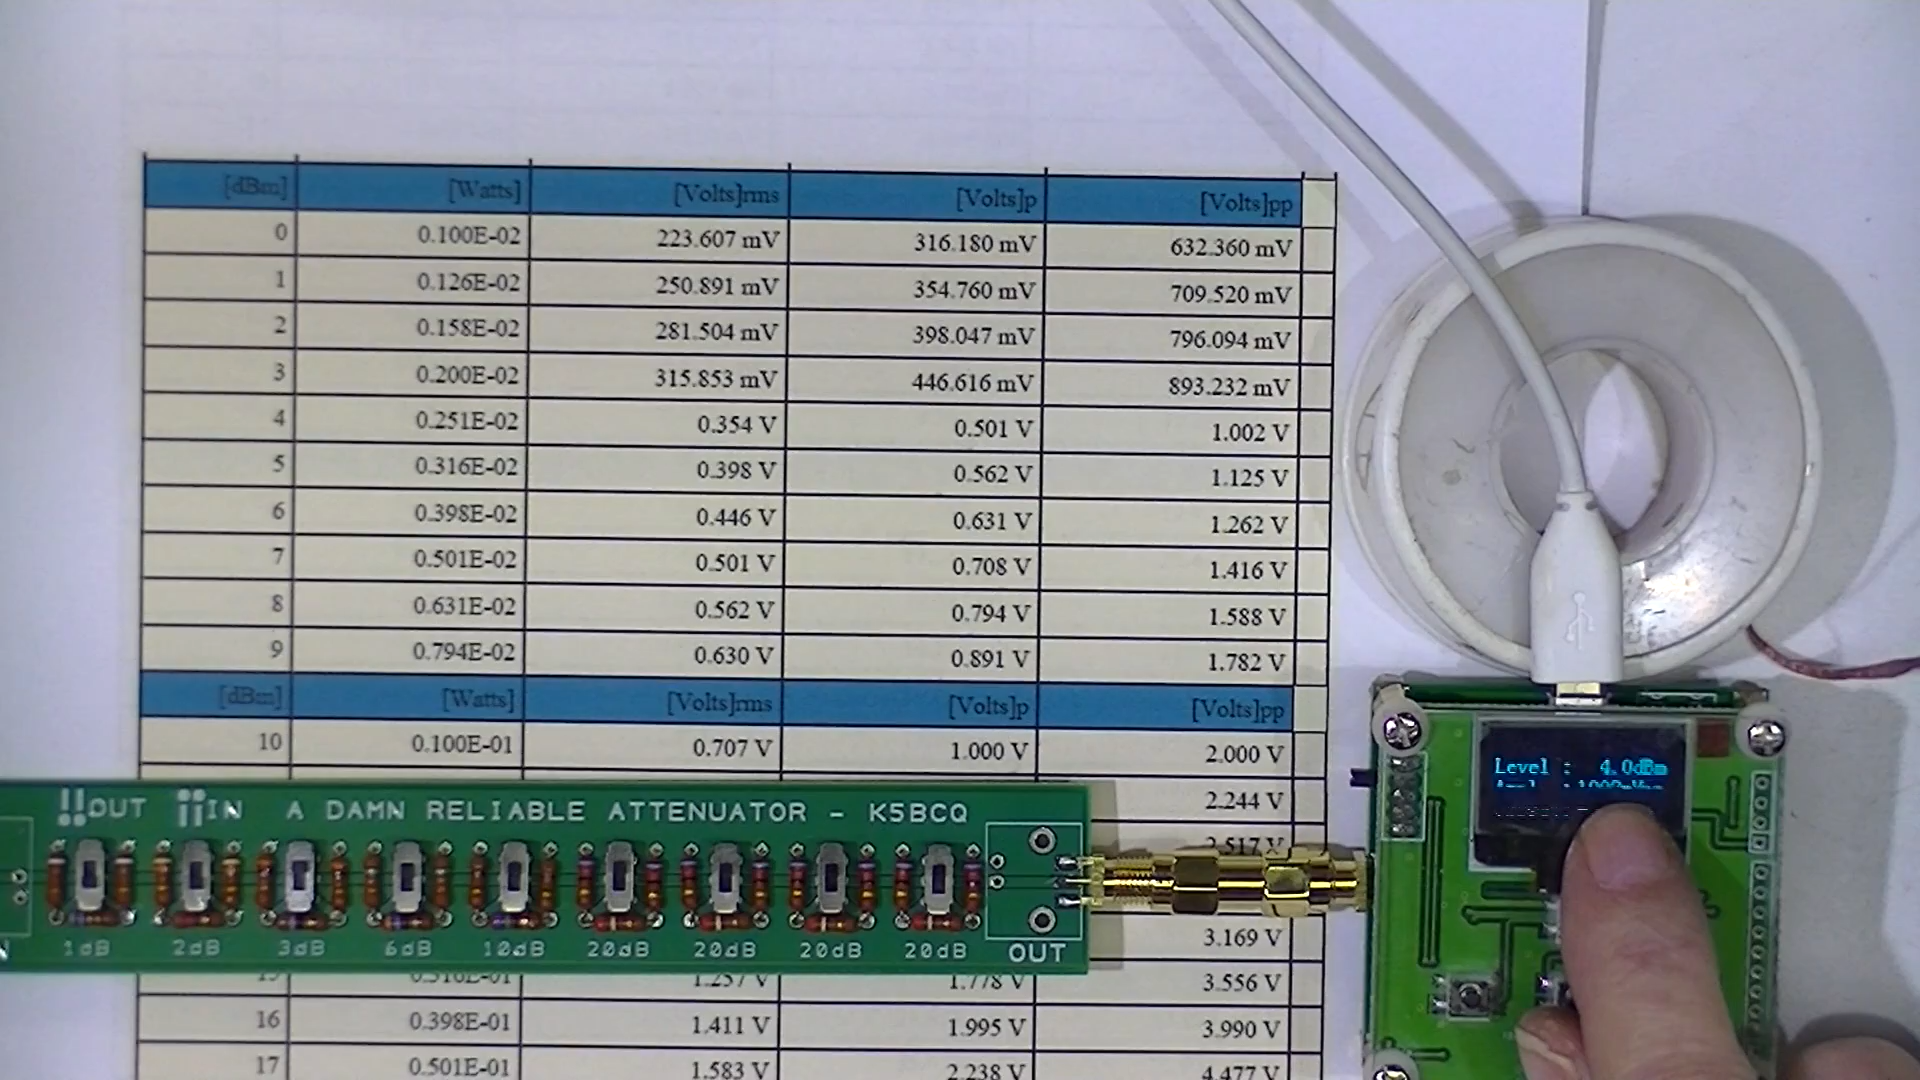 [dBm] [Watts] [Volts]rms [Volts]p [Volts]pp
0 0.100E-02 223.607 mV 316.180 mV 632.360 mV
1 0.126E-02 250.891 mV 354.760 mV 709.520 mV
2 0.158E-02 281.504 mV 398.047 mV 796.094 mV
3 0.200E-02 315.853 mV 446.616 mV 893.232 mV
4 0.251E-02 0.354 V 0.501 V 1.002 V
5 0.316E-02 0.398 V 0.562 V 1.125 V
6 0.398E-02 0.446 V 0.631 V 1.262 V
7 0.501E-02 0.501 V 0.708 V 1.416 V
8 0.631E-02 0.562 V 0.794 V 1.588 V
9 0.794E-02 0.630 V 0.891 V 1.782 V
[dBm] [Watts] [Volts]rms [Volts]p [Volts]pp
10 0.100E-01 0.707 V 1.000 V 2.000 V
Level : 4.0dBm
2.244 V
OUT IN A DAMN RELIABLE ATTENUATOR - K5BCQ
2.517 V
3.169 V
1dB 2dB 3dB 6dB 10dB 20dB 20dB 20dB 20dB OUT
1.257 V 1.778 V 3.556 V
16 0.398E-01 1.411 V 1.995 V 3.990 V
17 0.501E-01 1.583 V 2.238 V 4.477 V